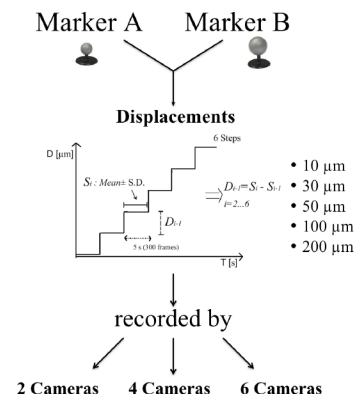 Marker A Marker B
Displacements
6 Steps
D [µm]
Si : Mean± S.D.
Di-1=Si - Si-1
i=2...6
Di-1
5 s (300 frames)
T [s]
• 10 µm
• 30 µm
• 50 µm
• 100 µm
• 200 µm
recorded by
2 Cameras 4 Cameras 6 Cameras